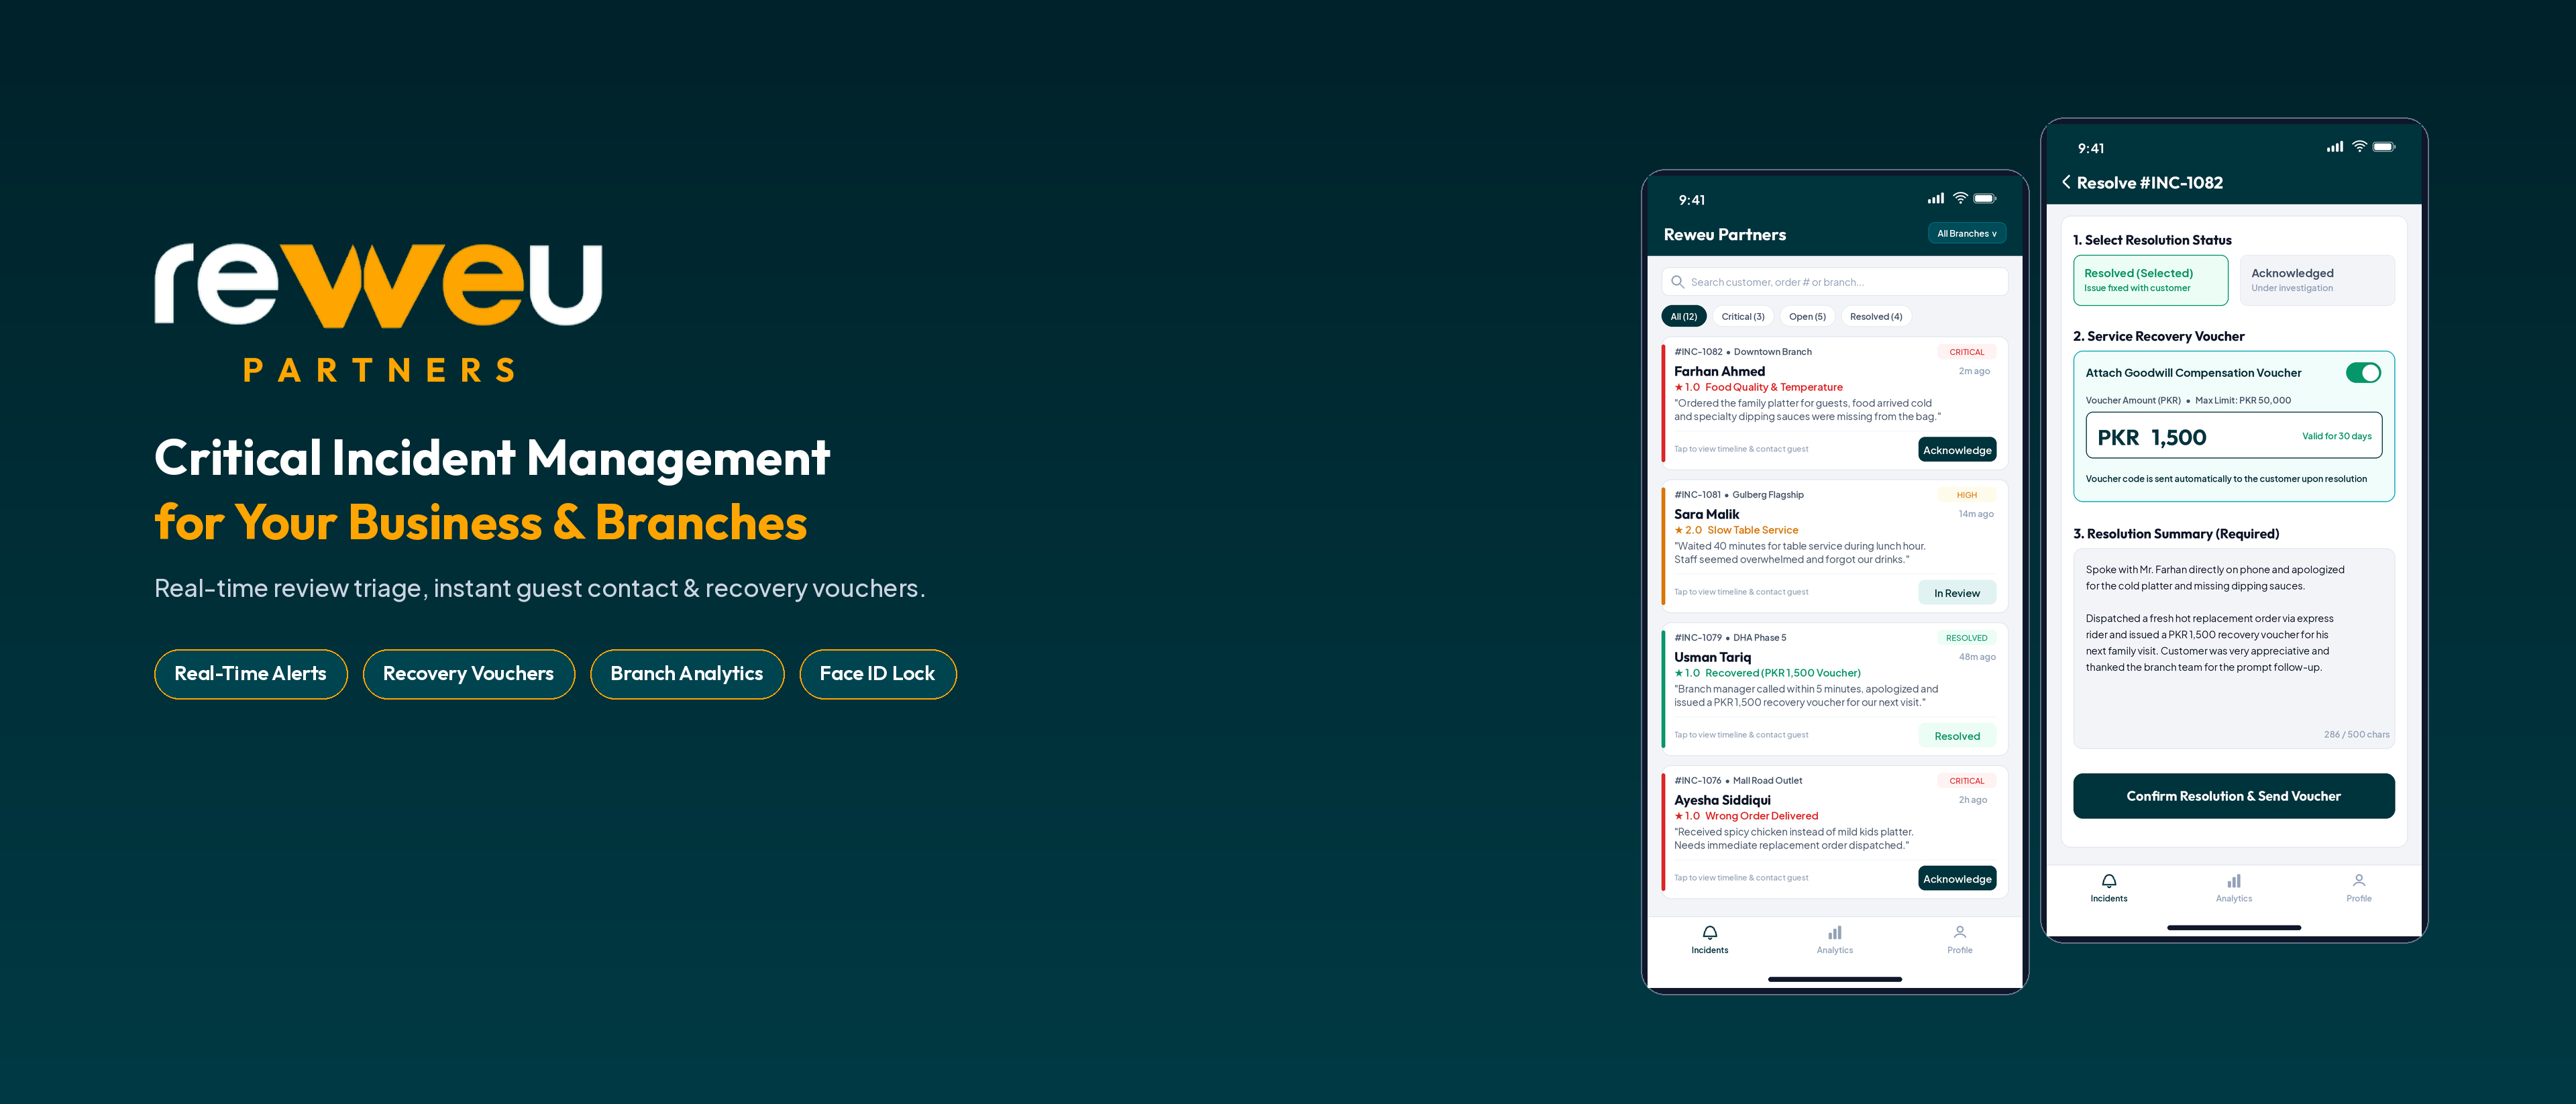 reweu
PARTNERS
Critical Incident Management
for Your Business & Branches
Real-time review triage, instant guest contact & recovery vouchers.
Real-Time Alerts
Recovery Vouchers
Branch Analytics
Face ID Lock
9:41
Reweu Partners
All Branches v
Search customer, order # or branch...
All (12)
Critical (3)
Open (5)
Resolved (4)
#INC-1082 • Downtown Branch
CRITICAL
Farhan Ahmed
2m ago
★ 1.0 Food Quality & Temperature
"Ordered the family platter for guests, food arrived cold
and specialty dipping sauces were missing from the bag."
Tap to view timeline & contact guest
Acknowledge
#INC-1081 • Gulberg Flagship
HIGH
Sara Malik
14m ago
★ 2.0 Slow Table Service
"Waited 40 minutes for table service during lunch hour.
Staff seemed overwhelmed and forgot our drinks."
Tap to view timeline & contact guest
In Review
#INC-1079 • DHA Phase 5
RESOLVED
Usman Tariq
48m ago
★ 1.0 Recovered (PKR 1,500 Voucher)
"Branch manager called within 5 minutes, apologized and
issued a PKR 1,500 recovery voucher for our next visit."
Tap to view timeline & contact guest
Resolved
#INC-1076 • Mall Road Outlet
CRITICAL
Ayesha Siddiqui
2h ago
★ 1.0 Wrong Order Delivered
"Received spicy chicken instead of mild kids platter.
Needs immediate replacement order dispatched."
Tap to view timeline & contact guest
Acknowledge
Incidents
Analytics
Profile
9:41
Resolve #INC-1082
1. Select Resolution Status
Resolved (Selected)
Issue fixed with customer
Acknowledged
Under investigation
2. Service Recovery Voucher
Attach Goodwill Compensation Voucher
Voucher Amount (PKR) • Max Limit: PKR 50,000
PKR 1,500
Valid for 30 days
Voucher code is sent automatically to the customer upon resolution
3. Resolution Summary (Required)
Spoke with Mr. Farhan directly on phone and apologized
for the cold platter and missing dipping sauces.
Dispatched a fresh hot replacement order via express
rider and issued a PKR 1,500 recovery voucher for his
next family visit. Customer was very appreciative and
thanked the branch team for the prompt follow-up.
286 / 500 chars
Confirm Resolution & Send Voucher
Incidents
Analytics
Profile